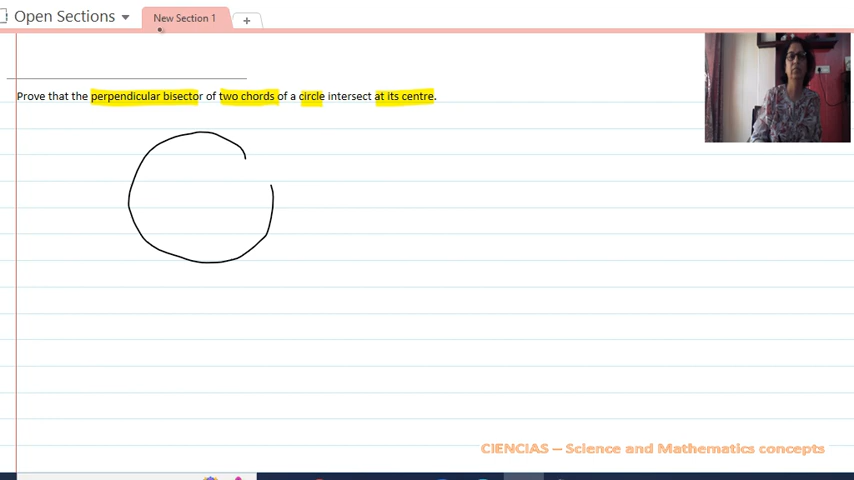 Open Sections
New Section 1
+
Prove that the perpendicular bisector of two chords of a circle intersect at its centre.
CIENCIAS – Science and Mathematics concepts